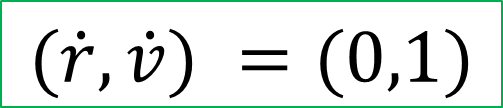 (ṙ, v̇) = (0,1)